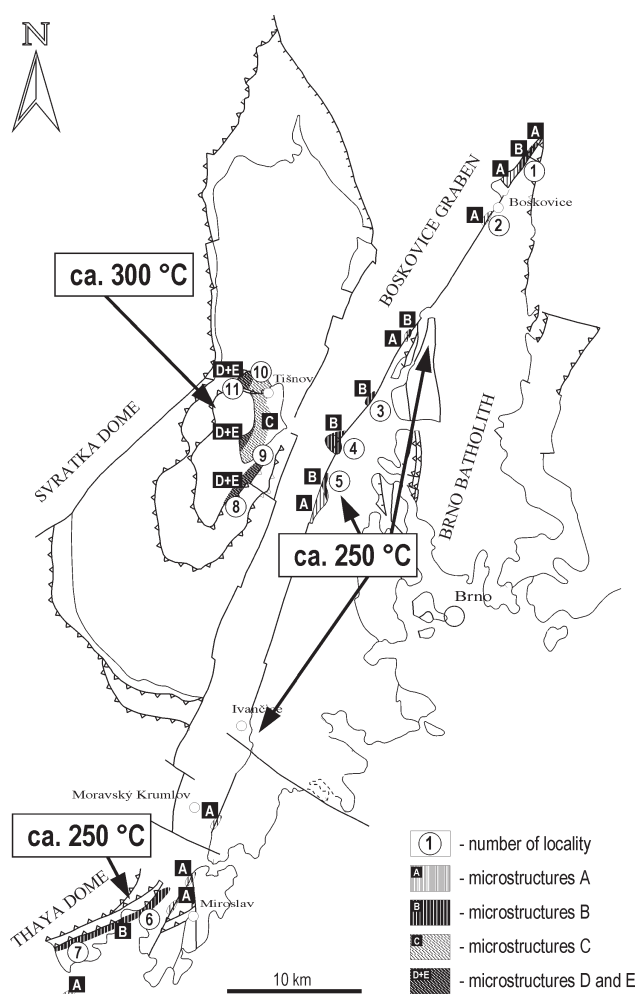 N
A
B
A
1
BOSKOVICE GRABEN
Boskovice
A
2
ca. 300 °C
B
A
D+E
10
11
Tišnov
B
3
SVRATKA DOME
C
D+E
B
4
BRNO BATHOLITH
9
D+E
B
5
8
A
ca. 250 °C
Brno
Ivančice
Moravský Krumlov
A
ca. 250 °C
1 - number of locality
A
A - microstructures A
THAYA DOME
A
Miroslav
6
B
B - microstructures B
7
C - microstructures C
A
10 km
D+E - microstructures D and E